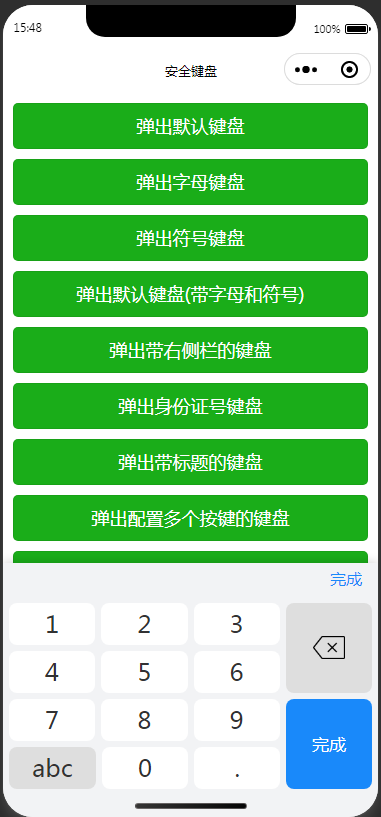 15:48 100%
安全键盘
弹出默认键盘
弹出字母键盘
弹出符号键盘
弹出默认键盘(带字母和符号)
弹出带右侧栏的键盘
弹出身份证号键盘
弹出带标题的键盘
弹出配置多个按键的键盘
完成
1 2 3
4 5 6
7 8 9 完成
abc 0 .